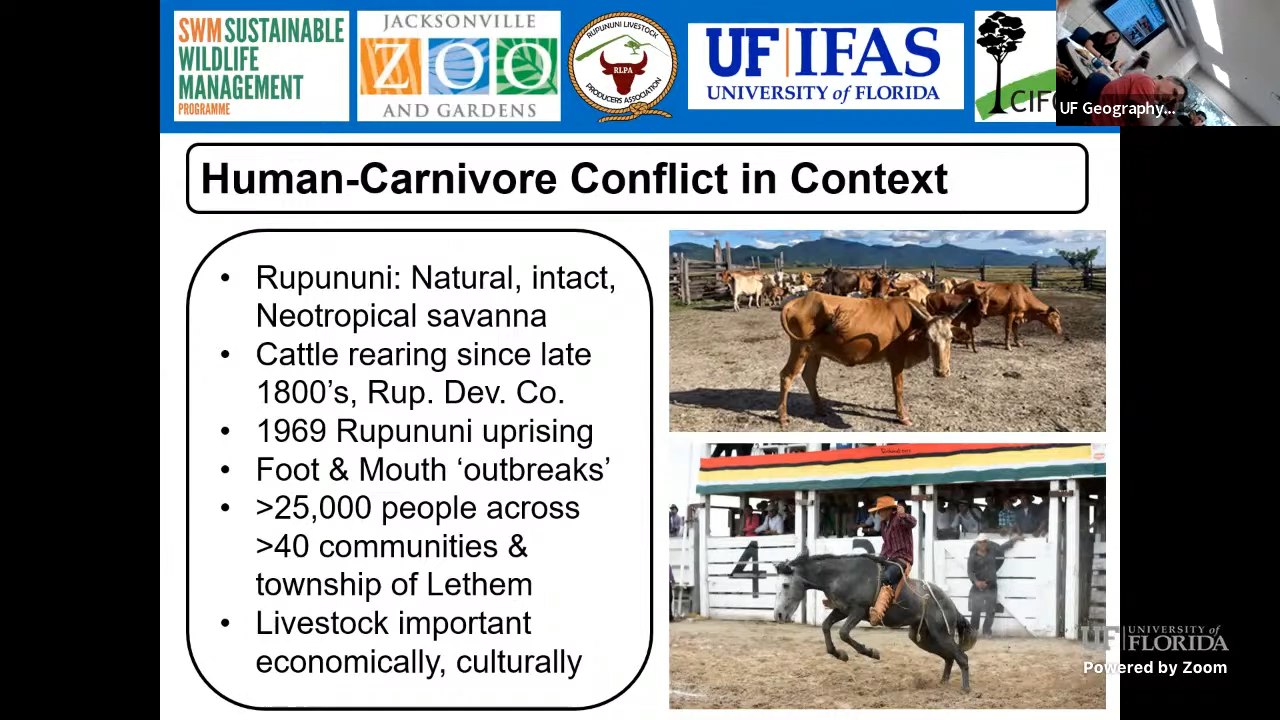 SWM SUSTAINABLE
WILDLIFE
MANAGEMENT
PROGRAMME
JACKSONVILLE
ZOO
AND GARDENS
RUPUNUNI LIVESTOCK
RLPA
PRODUCERS ASSOCIATION
UF|IFAS
UNIVERSITY of FLORIDA
UF Geography...
Human-Carnivore Conflict in Context
• Rupununi: Natural, intact,
Neotropical savanna
• Cattle rearing since late
1800’s, Rup. Dev. Co.
• 1969 Rupununi uprising
• Foot & Mouth ‘outbreaks’
• >25,000 people across
>40 communities &
township of Lethem
• Livestock important
economically, culturally
4
UF UNIVERSITY of
FLORIDA
Powered by Zoom